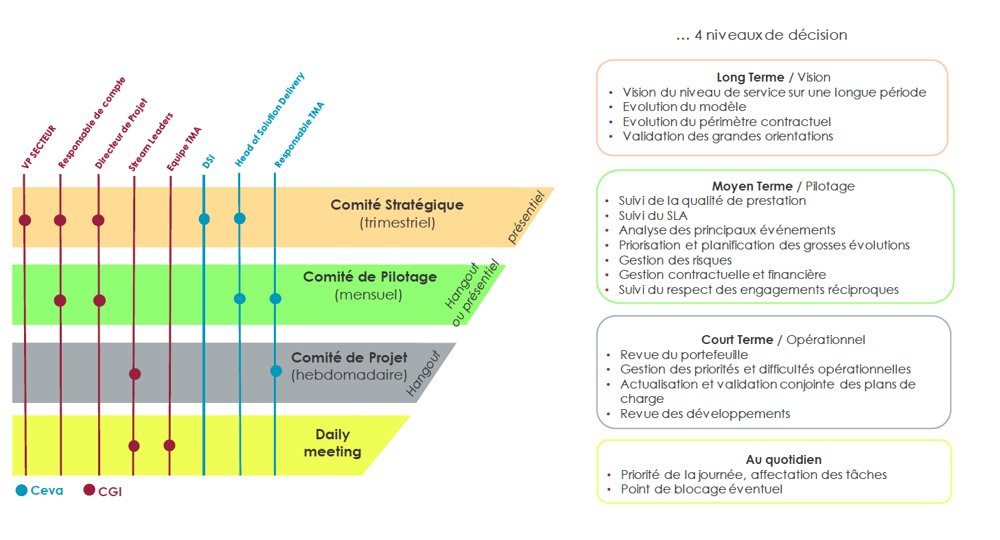 … 4 niveaux de décision
VP SECTEUR
Responsable de compte
Directeur de Projet
Stream Leaders
Equipe TMA
DSI
Head of Solution Delivery
Responsable TMA
Comité Stratégique
(trimestriel)
présentiel
Comité de Pilotage
(mensuel)
Hangout
ou présentiel
Comité de Projet
(hebdomadaire)
Hangout
Daily
meeting
Ceva
CGI
Long Terme / Vision
• Vision du niveau de service sur une longue période
• Evolution du modèle
• Evolution du périmètre contractuel
• Validation des grandes orientations
Moyen Terme / Pilotage
• Suivi de la qualité de prestation
• Suivi du SLA
• Analyse des principaux événements
• Priorisation et planification des grosses évolutions
• Gestion des risques
• Gestion contractuelle et financière
• Suivi du respect des engagements réciproques
Court Terme / Opérationnel
• Revue du portefeuille
• Gestion des priorités et difficultés opérationnelles
• Actualisation et validation conjointe des plans de
charge
• Revue des développements
Au quotidien
• Priorité de la journée, affectation des tâches
• Point de blocage éventuel